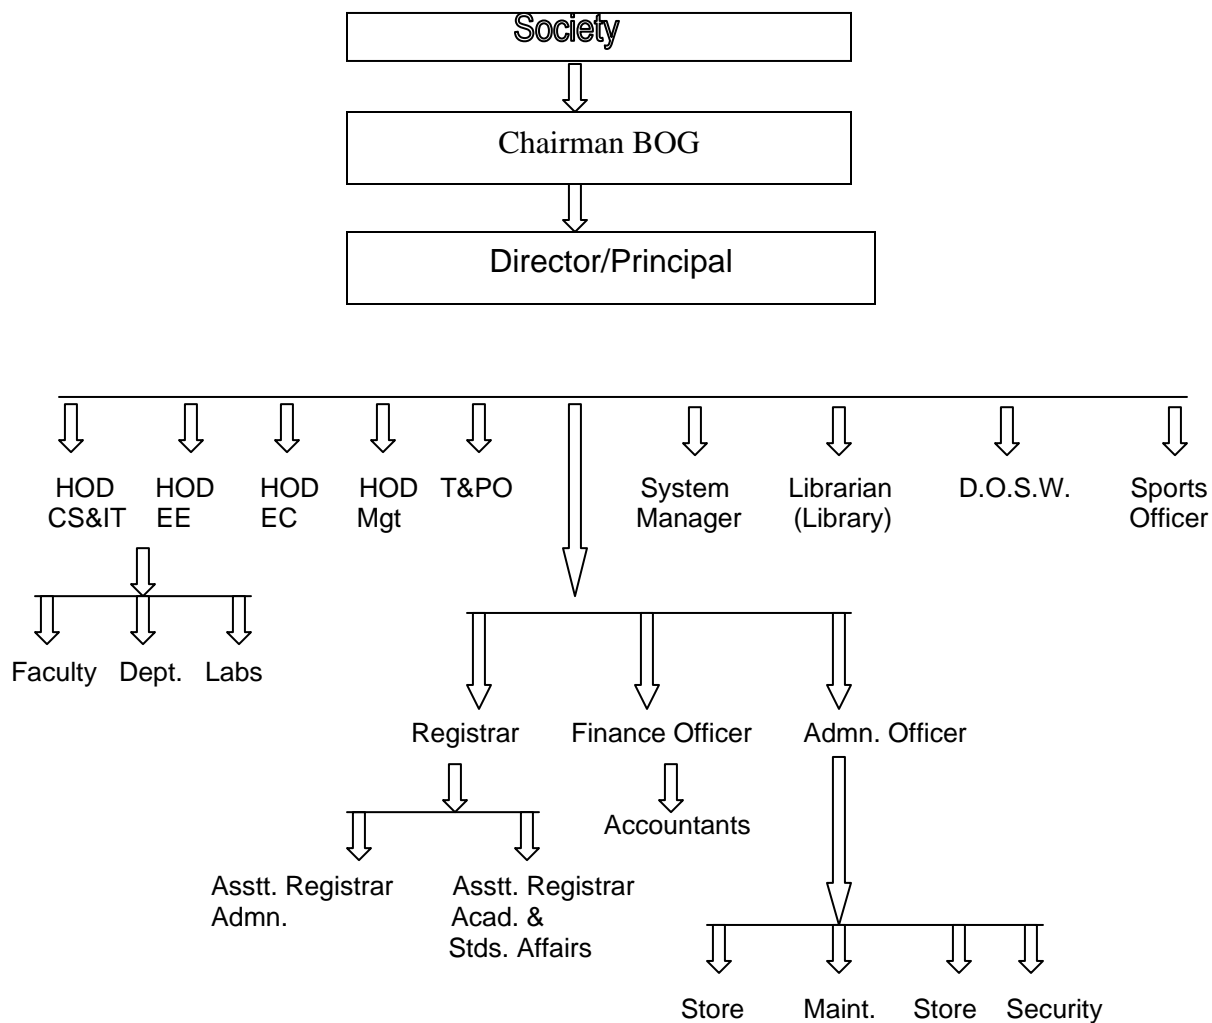 Society
Chairman BOG
Director/Principal
HOD CS&IT
HOD EE
HOD EC
HOD Mgt
T&PO
System Manager
Librarian (Library)
D.O.S.W.
Sports Officer
Faculty Dept. Labs
Registrar Finance Officer Admn. Officer
Accountants
Asstt. Registrar
Admn.
Asstt. Registrar
Acad. &
Stds. Affairs
Store Maint. Store Security